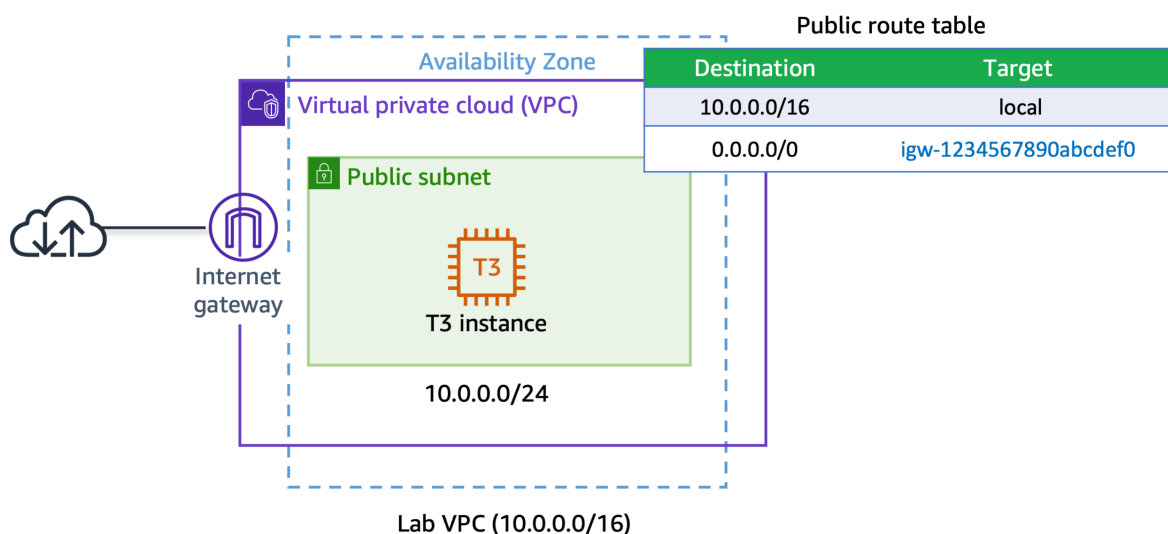 Public route table
Destination Target
10.0.0.0/16 local
0.0.0.0/0 igw-1234567890abcdef0
Availability Zone
Virtual private cloud (VPC)
Public subnet
T3
T3 instance
Internet
gateway
10.0.0.0/24
Lab VPC (10.0.0.0/16)